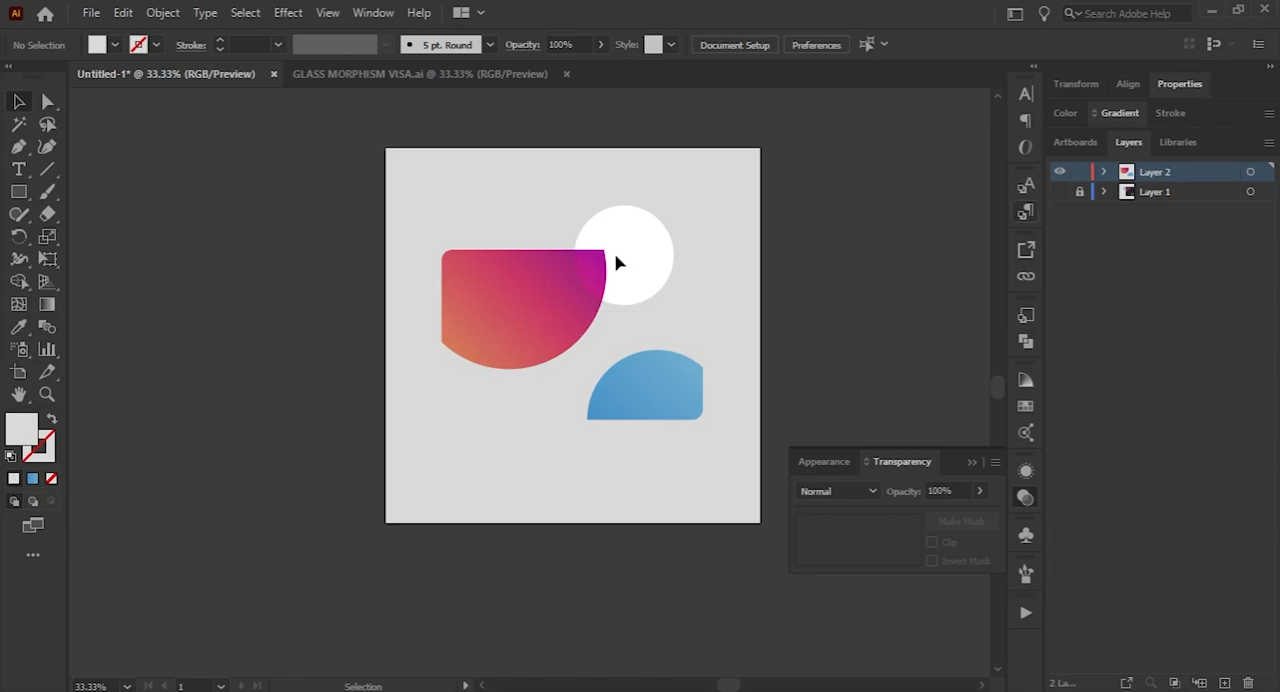 Ai File Edit Object Type Select Effect View Window Help Search Adobe Help
No Selection Stroke: 5 pt. Round Opacity: 100% Style: Document Setup Preferences
Untitled-1* @ 33.33% (RGB/Preview) × GLASS MORPHISM VISA.ai @ 33.33% (RGB/Preview) ×
Transform Align Properties
Color Gradient Stroke
Artboards Layers Libraries
Layer 2
Layer 1
Appearance Transparency
Normal Opacity: 100%
Make Mask
Clip
Invert Mask
33.33% 1 Selection 2 La...